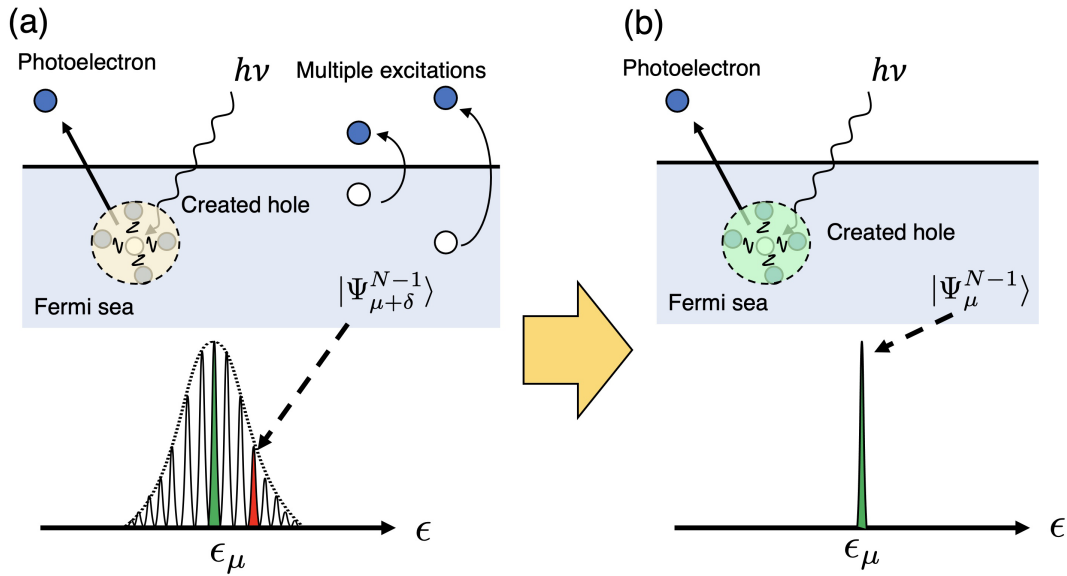 (a)
Photoelectron
hν
Multiple excitations
Created hole
Fermi sea
|Ψ^{N−1}_{μ+δ}⟩
ϵ
ϵ_μ
(b)
Photoelectron
hν
Created hole
Fermi sea
|Ψ^{N−1}_{μ}⟩
ϵ
ϵ_μ